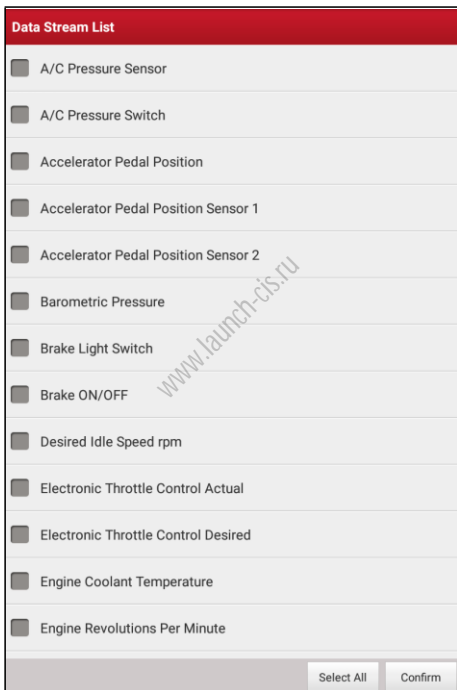 Data Stream List
A/C Pressure Sensor
A/C Pressure Switch
Accelerator Pedal Position
Accelerator Pedal Position Sensor 1
Accelerator Pedal Position Sensor 2
Barometric Pressure
www.launch-cis.ru
Brake Light Switch
Brake ON/OFF
Desired Idle Speed rpm
Electronic Throttle Control Actual
Electronic Throttle Control Desired
Engine Coolant Temperature
Engine Revolutions Per Minute
Select All Confirm